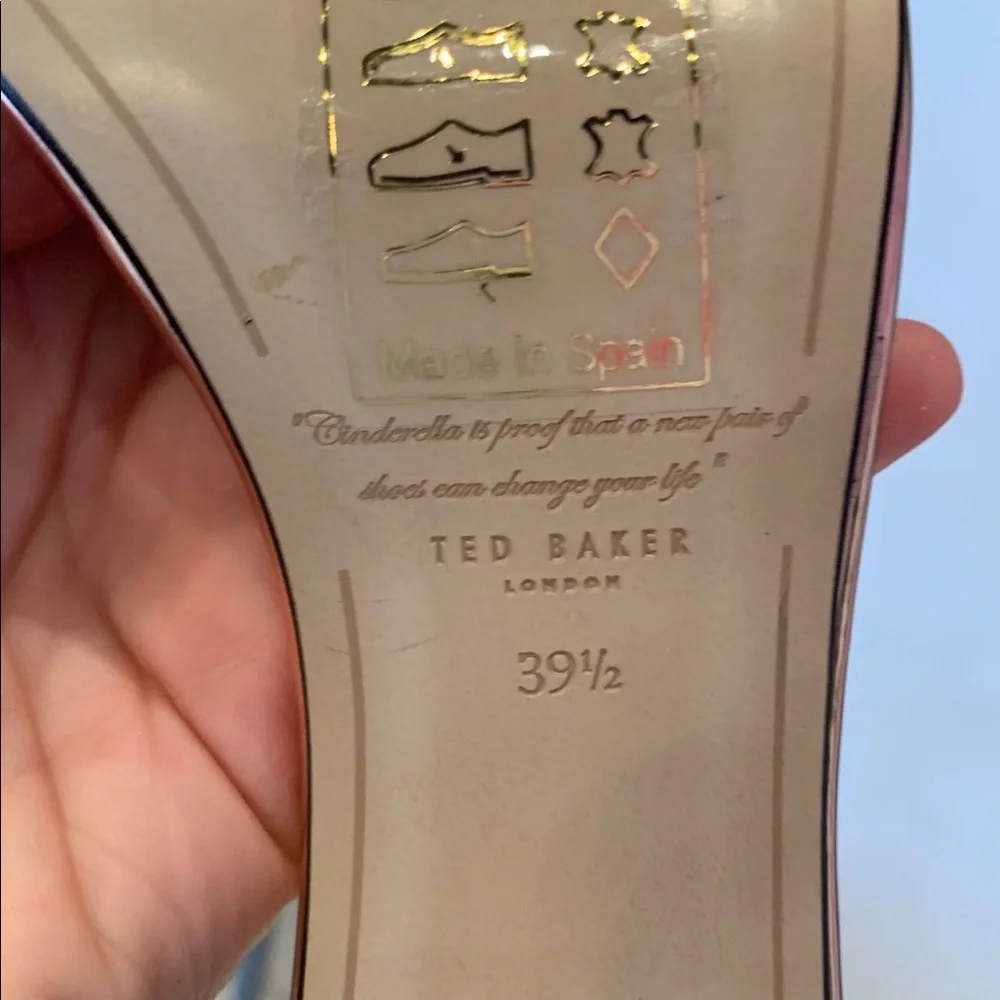 Made in Spain
"Cinderella is proof that a new pair of
shoes can change your life"
TED BAKER
LONDON
39½